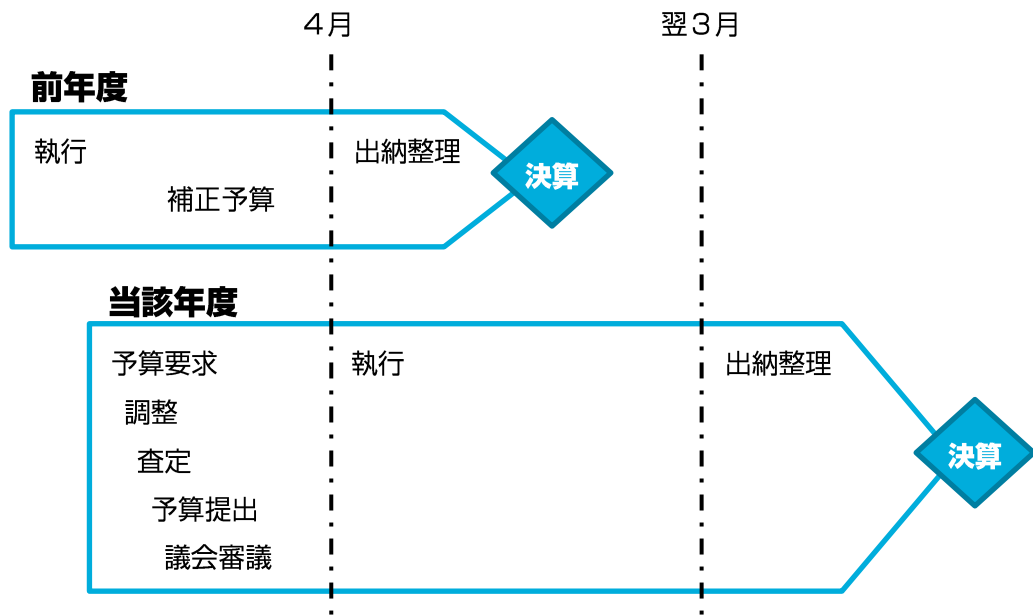 ４月
翌３月
前年度
執行
出納整理
補正予算
決算
当該年度
予算要求
執行
出納整理
調整
査定
予算提出
議会審議
決算